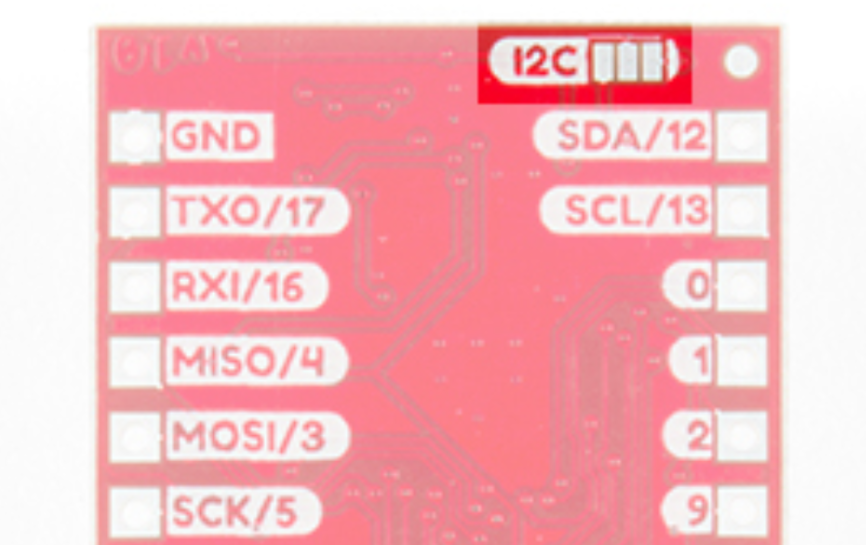 I2C
GND
SDA/12
TXO/17
SCL/13
RXI/16
0
MISO/4
1
MOSI/3
2
SCK/5
9